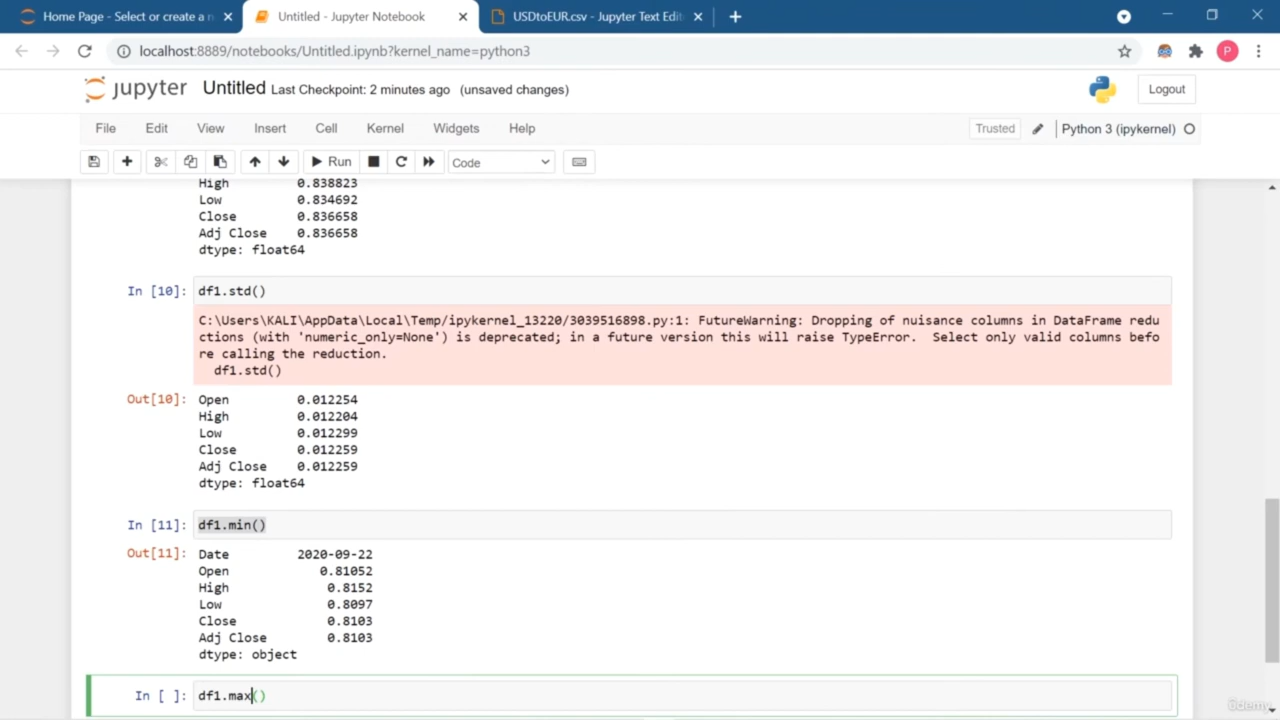 Home Page - Select or create a n
Untitled - Jupyter Notebook
USDtoEUR.csv - Jupyter Text Edit
localhost:8889/notebooks/Untitled.ipynb?kernel_name=python3
P
jupyter Untitled Last Checkpoint: 2 minutes ago (unsaved changes)
Logout
File Edit View Insert Cell Kernel Widgets Help
Trusted Python 3 (ipykernel)
Run Code
High 0.838823
Low 0.834692
Close 0.836658
Adj Close 0.836658
dtype: float64
In [10]: df1.std()
C:\Users\KALI\AppData\Local\Temp/ipykernel_13220/3039516898.py:1: FutureWarning: Dropping of nuisance columns in DataFrame redu
ctions (with 'numeric_only=None') is deprecated; in a future version this will raise TypeError.  Select only valid columns befo
re calling the reduction.
df1.std()
Out[10]: Open 0.012254
High 0.012204
Low 0.012299
Close 0.012259
Adj Close 0.012259
dtype: float64
In [11]: df1.min()
Out[11]: Date 2020-09-22
Open 0.81052
High 0.8152
Low 0.8097
Close 0.8103
Adj Close 0.8103
dtype: object
In [ ]: df1.max()
ûdemy